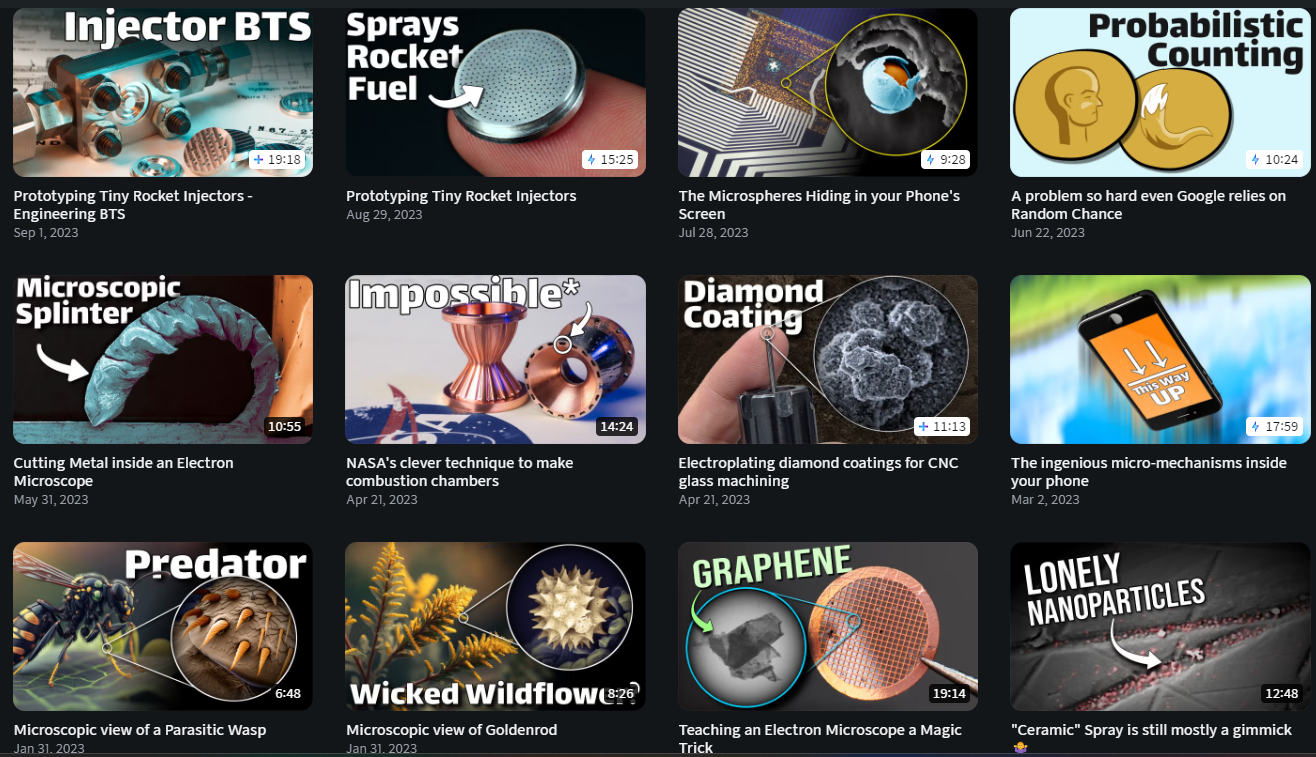 Injector BTS
19:18
Prototyping Tiny Rocket Injectors -
Engineering BTS
Sep 1, 2023
Sprays
Rocket
Fuel
15:25
Prototyping Tiny Rocket Injectors
Aug 29, 2023
9:28
The Microspheres Hiding in your Phone's
Screen
Jul 28, 2023
Probabilistic
Counting
10:24
A problem so hard even Google relies on
Random Chance
Jun 22, 2023
Microscopic
Splinter
10:55
Cutting Metal inside an Electron
Microscope
May 31, 2023
Impossible*
14:24
NASA's clever technique to make
combustion chambers
Apr 21, 2023
Diamond
Coating
11:13
Electroplating diamond coatings for CNC
glass machining
Apr 21, 2023
This Way
UP
17:59
The ingenious micro-mechanisms inside
your phone
Mar 2, 2023
Predator
6:48
Microscopic view of a Parasitic Wasp
Jan 31, 2023
Wicked
8:26
Microscopic view of Goldenrod
Jan 31, 2023
GRAPHENE
19:14
Teaching an Electron Microscope a Magic
Trick
LONELY
NANOPARTICLES
12:48
"Ceramic" Spray is still mostly a gimmick
🤷